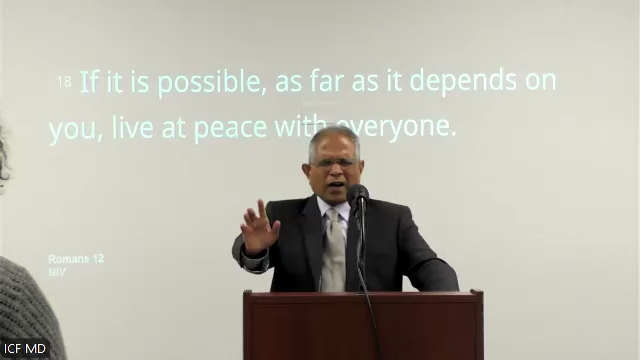 18 If it is possible, as far as it depends on
you, live at peace with everyone.
Romans 12
NIV
ICF MD